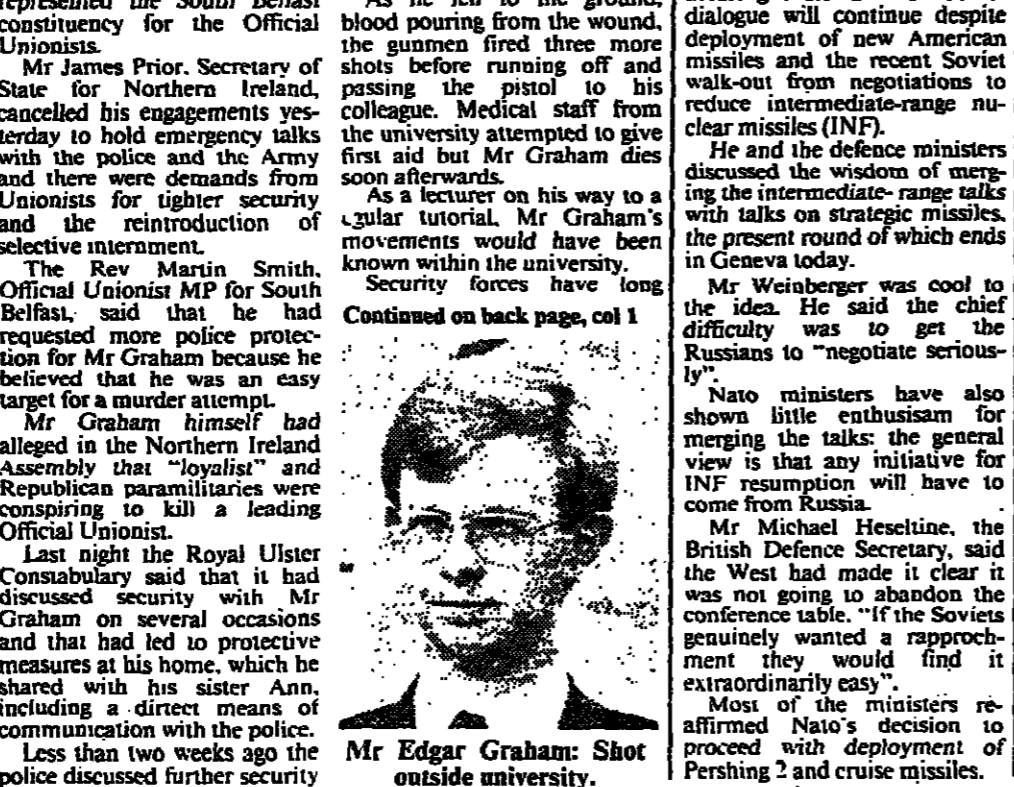 represented the South Belfast
constituency for the Official
Unionists.
Mr James Prior, Secretary of
State for Northern Ireland,
cancelled his engagements yes-
terday to hold emergency talks
with the police and the Army
and there were demands from
Unionists for tighter security
and the reintroduction of
selective internment.
The Rev Martin Smith,
Official Unionist MP for South
Belfast, said that he had
requested more police protec-
tion for Mr Graham because he
believed that he was an easy
target for a murder attempt.
Mr Graham himself had
alleged in the Northern Ireland
Assembly that "loyalist" and
Republican paramilitaries were
conspiring to kill a leading
Official Unionist.
Last night the Royal Ulster
Constabulary said that it had
discussed security with Mr
Graham on several occasions
and that had led to protective
measures at his home, which he
shared with his sister Ann,
including a dirtect means of
communication with the police.
Less than two weeks ago the
police discussed further security
As he fell to the ground,
blood pouring from the wound,
the gunmen fired three more
shots before running off and
passing the pistol to his
colleague. Medical staff from
the university attempted to give
first aid but Mr Graham dies
soon afterwards.
As a lecturer on his way to a
gular tutorial, Mr Graham's
movements would have been
known within the university.
Security forces have long
Continued on back page, col 1
Mr Edgar Graham: Shot
outside university.
dialogue will continue despite
deployment of new American
missiles and the recent Soviet
walk-out from negotiations to
reduce intermediate-range nu-
clear missiles (INF).
He and the defence ministers
discussed the wisdom of merg-
ing the intermediate- range talks
with talks on strategic missiles,
the present round of which ends
in Geneva today.
Mr Weinberger was cool to
the idea. He said the chief
difficulty was to get the
Russians to "negotiate serious-
ly".
Nato ministers have also
shown little enthusisam for
merging the talks: the general
view is that any initiative for
INF resumption will have to
come from Russia.
Mr Michael Heseltine, the
British Defence Secretary, said
the West had made it clear it
was not going to abandon the
conference table. "If the Soviets
genuinely wanted a rapproch-
ment they would find it
extraordinarily easy".
Most of the ministers re-
affirmed Nato's decision to
proceed with deployment of
Pershing 2 and cruise missiles.